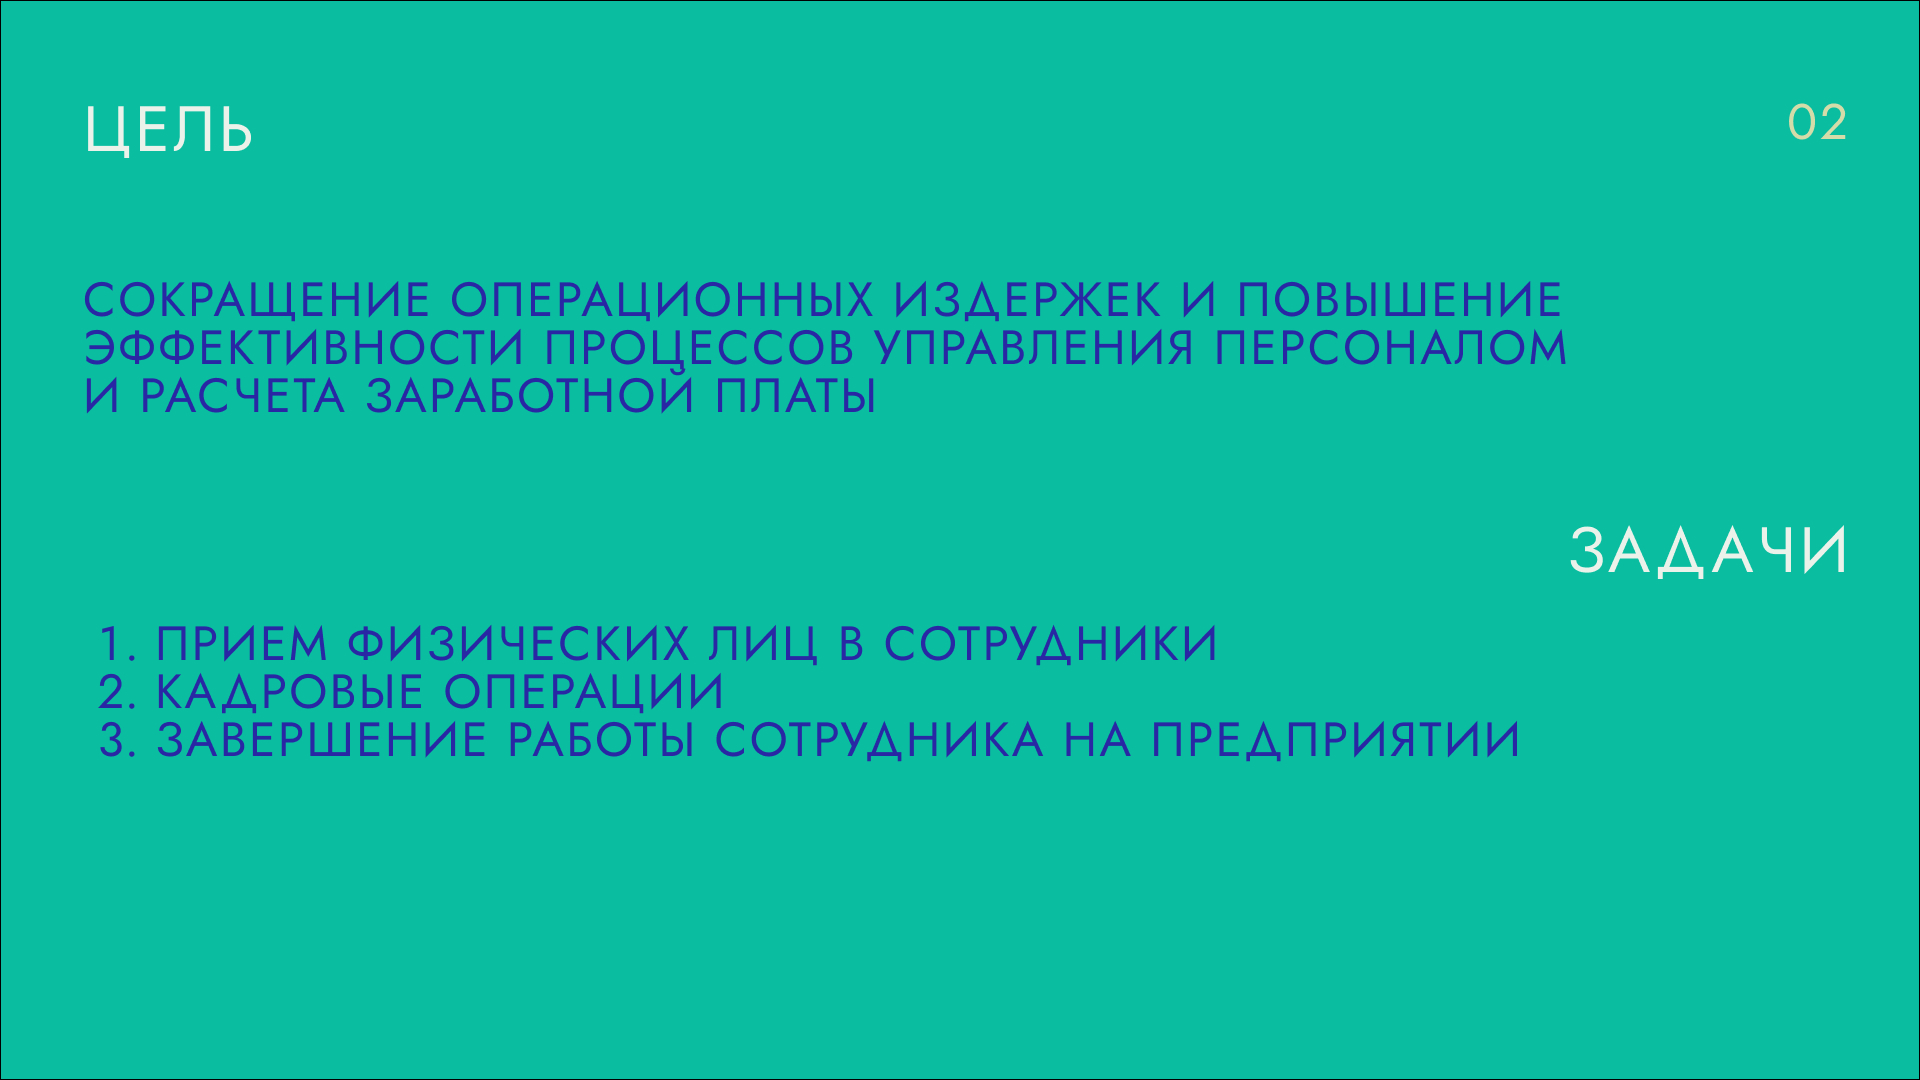 ЦЕЛЬ
02
СОКРАЩЕНИЕ ОПЕРАЦИОННЫХ ИЗДЕРЖЕК И ПОВЫШЕНИЕ
ЭФФЕКТИВНОСТИ ПРОЦЕССОВ УПРАВЛЕНИЯ ПЕРСОНАЛОМ
И РАСЧЕТА ЗАРАБОТНОЙ ПЛАТЫ
ЗАДАЧИ
1. ПРИЕМ ФИЗИЧЕСКИХ ЛИЦ В СОТРУДНИКИ
2. КАДРОВЫЕ ОПЕРАЦИИ
3. ЗАВЕРШЕНИЕ РАБОТЫ СОТРУДНИКА НА ПРЕДПРИЯТИИ